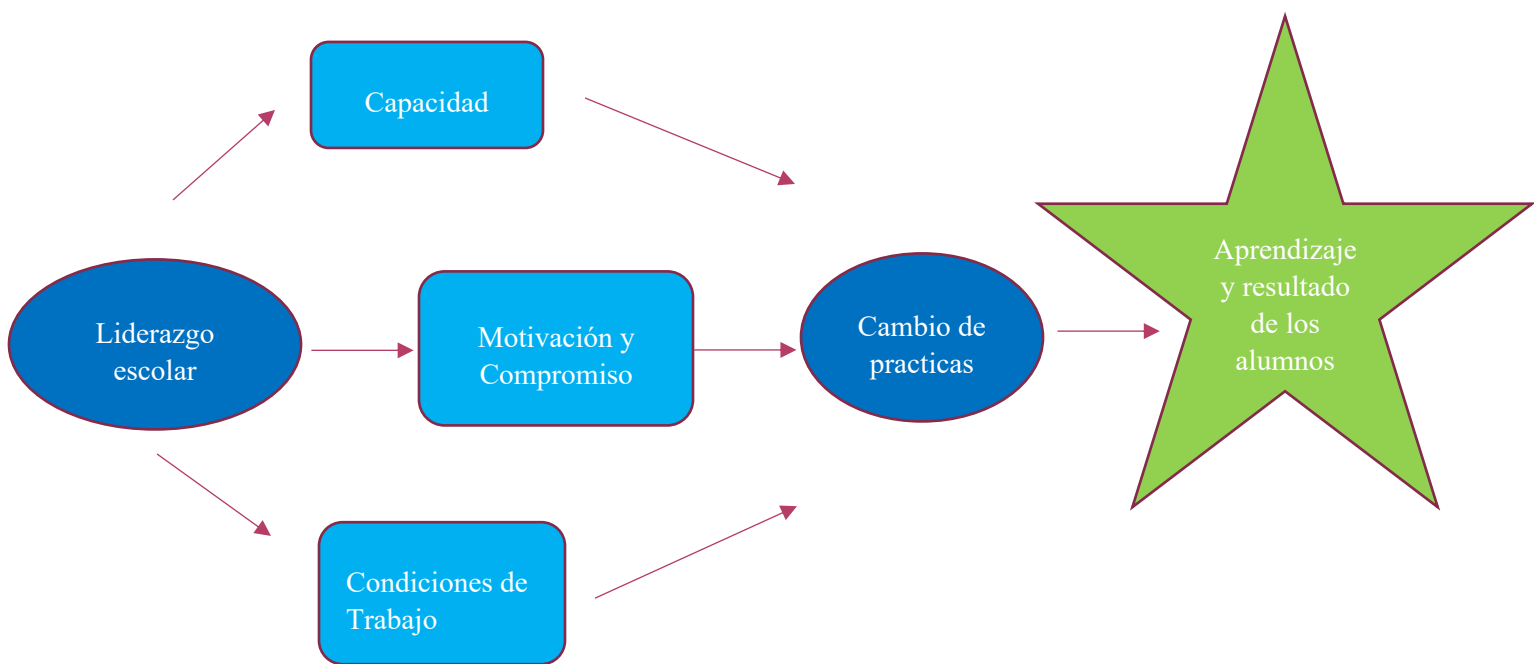 Capacidad
Liderazgo
escolar
Motivación y
Compromiso
Condiciones de
Trabajo
Cambio de
practicas
Aprendizaje
y resultado
de los
alumnos